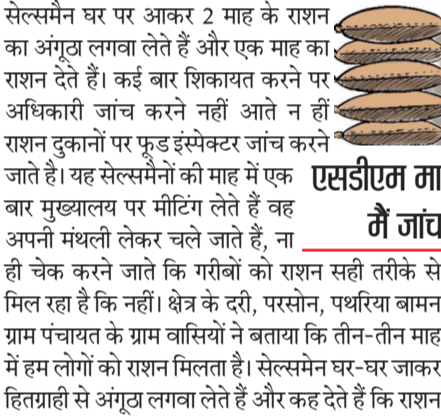 सेल्समैन घर पर आकर 2 माह के राशन
का अंगूठा लगवा लेते हैं और एक माह का
राशन देते हैं। कई बार शिकायत करने पर
अधिकारी जांच करने नहीं आते न हीं
राशन दुकानों पर फूड इंस्पेक्टर जांच करने
जाते है। यह सेल्समैनों की माह में एक
बार मुख्यालय पर मीटिंग लेते हैं वह
अपनी मंथली लेकर चले जाते हैं, ना
ही चेक करने जाते कि गरीबों को राशन सही तरीके से
मिल रहा है कि नहीं। क्षेत्र के दरी, परसोन, पथरिया बामन
ग्राम पंचायत के ग्राम वासियों ने बताया कि तीन-तीन माह
में हम लोगों को राशन मिलता है। सेल्समेन घर-घर जाकर
हितग्राही से अंगूठा लगवा लेते हैं और कह देते हैं कि राशन
एसडीएम मा
मैं जांच